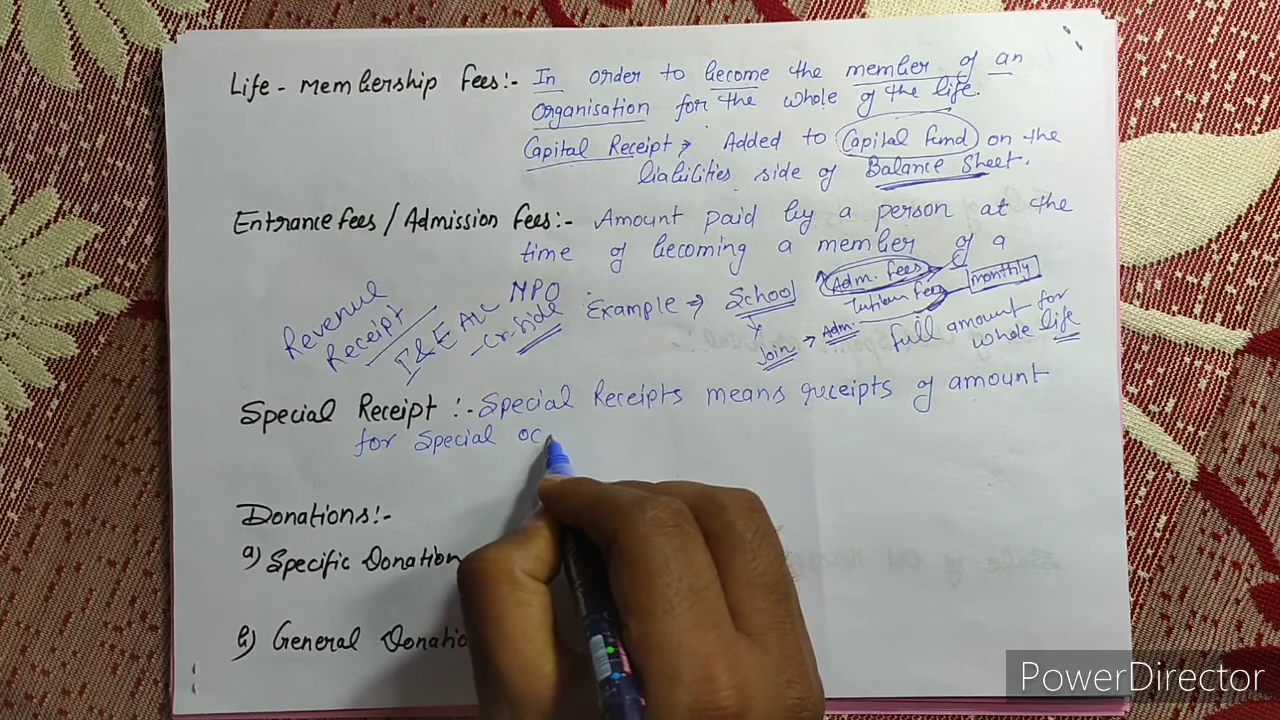 Life - membership Fees:- In order to become the member of an
Organisation for the whole of the life.
Capital Receipt → Added to Capital Fund on the
liabilities side of Balance Sheet.
Entrance fees / Admission Fees:- Amount paid by a person at the
time of becoming a member of a
NPO Example → School Adm. fees
Tution fees monthly
Revenue
Receipt
I & E A/c
- Cr. side
Join → Adm. full amount for
whole life
Special Receipt :- Special Receipts means receipts of amount
for Special oc
Donations:-
a) Specific Donation
b) General Donatio
PowerDirector